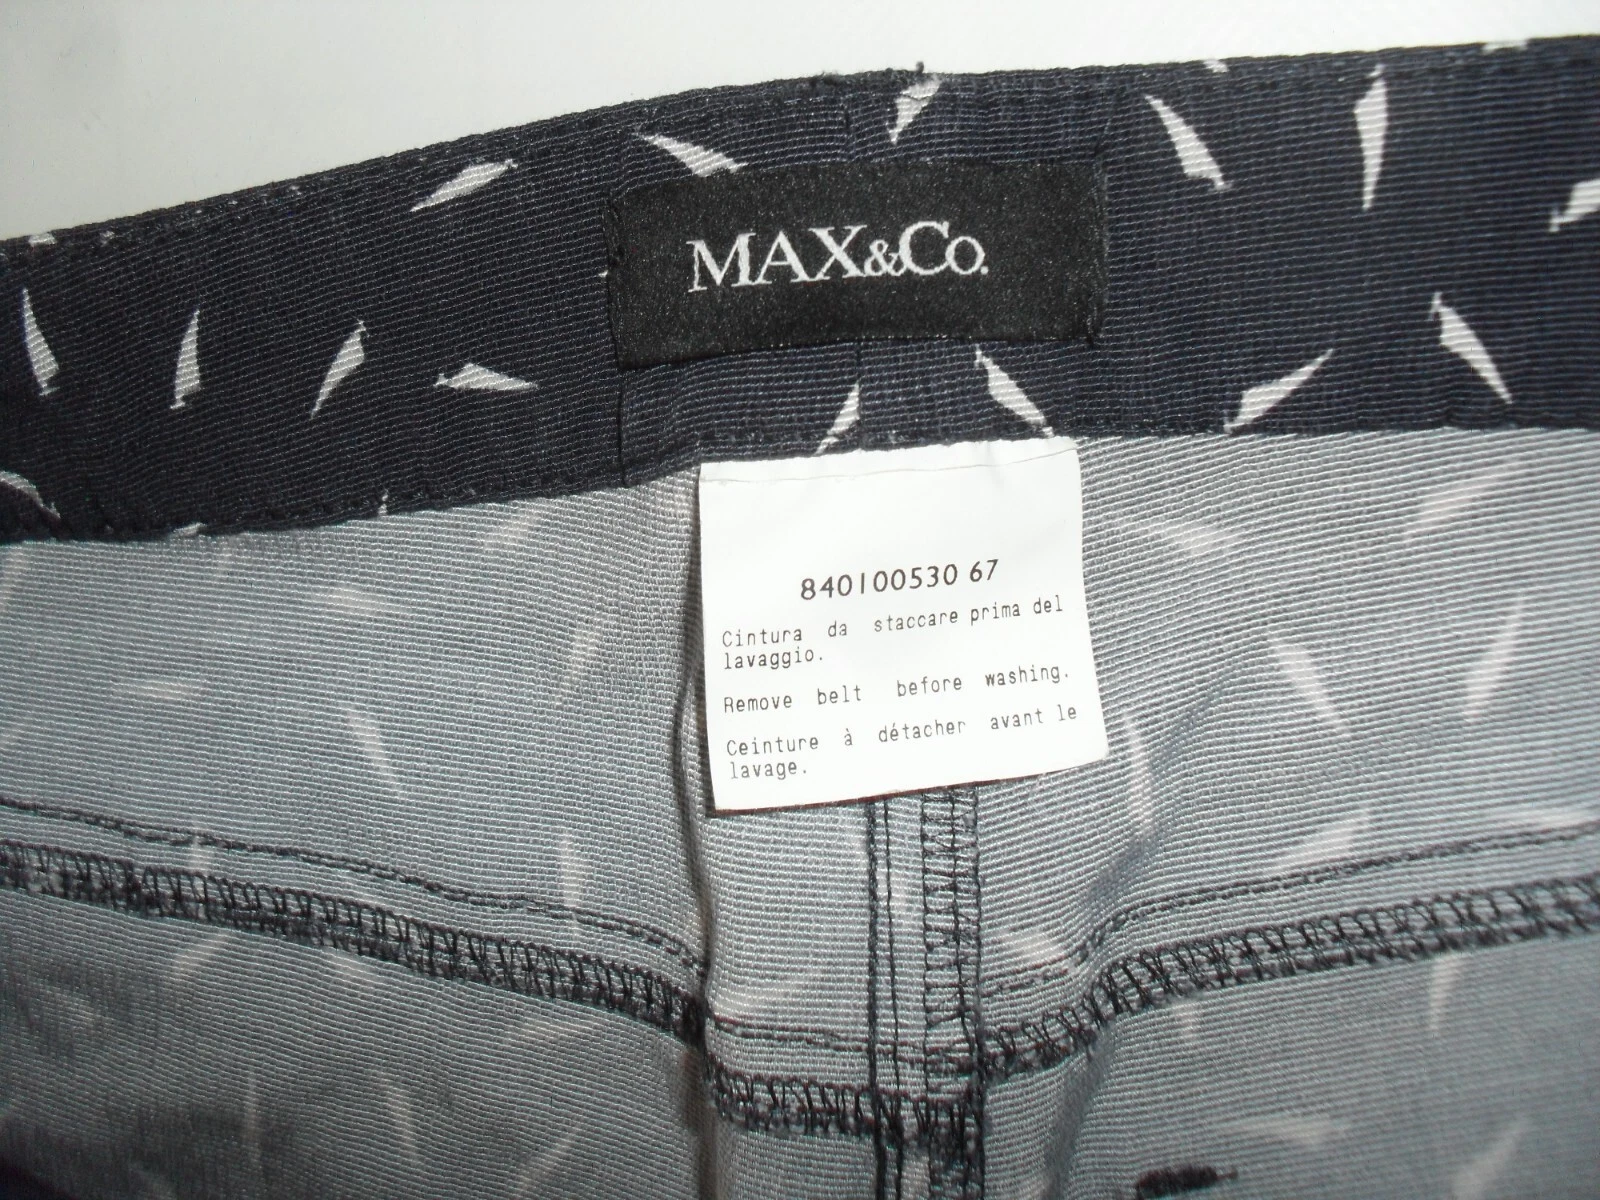 MAX&Co.
840100530 67
Cintura da staccare prima del
lavaggio.
Remove belt before washing.
Ceinture à détacher avant le
lavage.